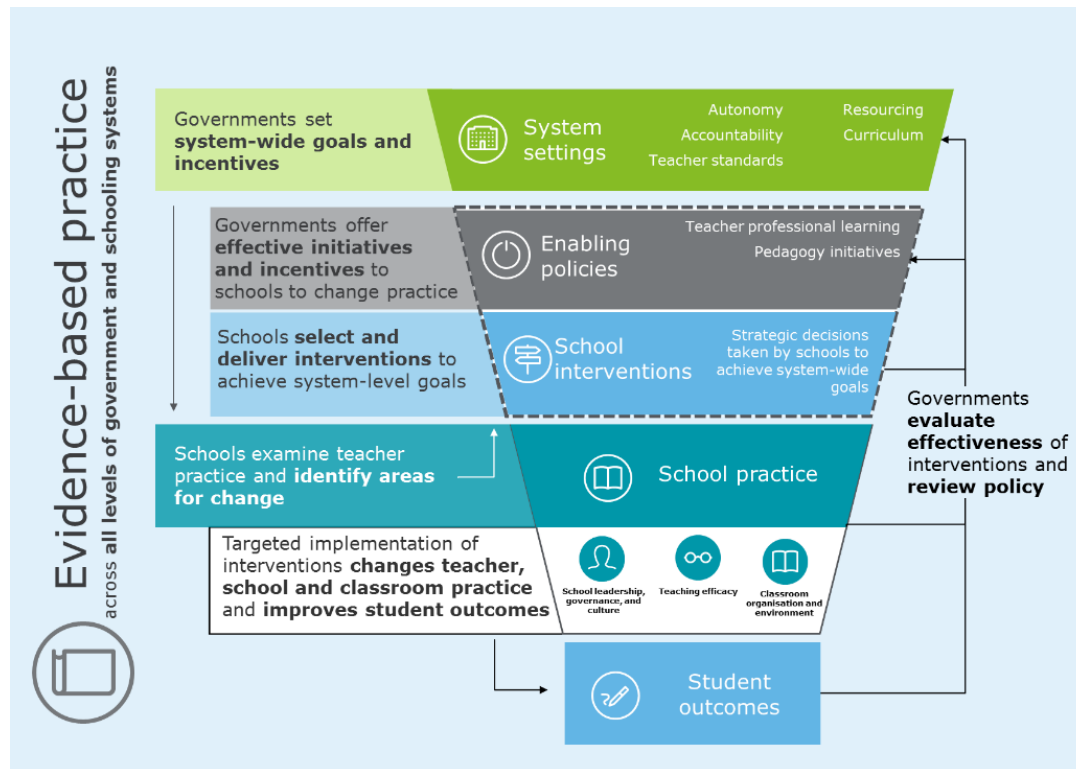 Evidence-based practice
across all levels of government and schooling systems
Governments set
system-wide goals and
incentives
System
settings
Autonomy
Accountability
Teacher standards
Resourcing
Curriculum
Governments offer
effective initiatives
and incentives to
schools to change practice
Enabling
policies
Teacher professional learning
Pedagogy initiatives
Schools select and
deliver interventions to
achieve system-level goals
School
interventions
Strategic decisions
taken by schools to
achieve system-wide
goals
Schools examine teacher
practice and identify areas
for change
School practice
Targeted implementation of
interventions changes teacher,
school and classroom practice
and improves student outcomes
School leadership,
governance, and
culture
Teaching efficacy
Classroom
organisation and
environment
Student
outcomes
Governments
evaluate
effectiveness of
interventions and
review policy